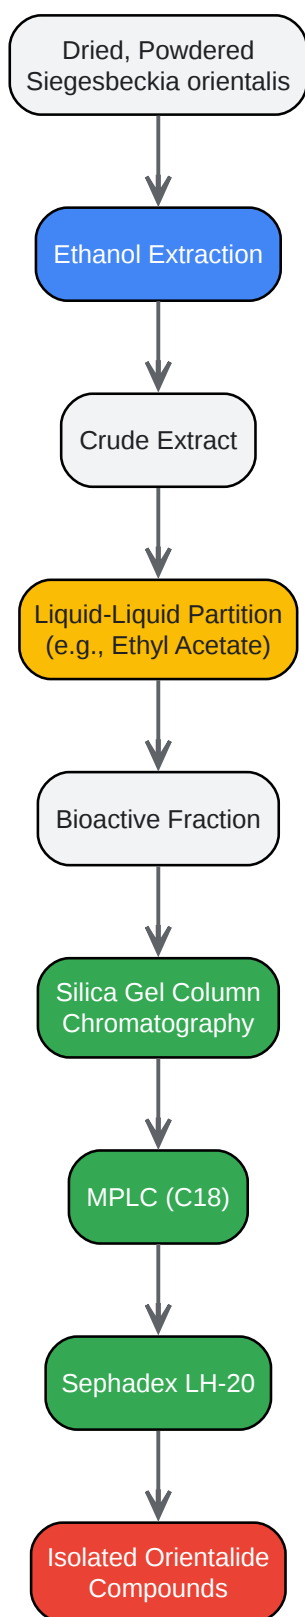 Dried, Powdered
Siegesbeckia orientalis
Ethanol Extraction
Crude Extract
Liquid-Liquid Partition
(e.g., Ethyl Acetate)
Bioactive Fraction
Silica Gel Column
Chromatography
MPLC (C18)
Sephadex LH-20
Isolated Orientalide
Compounds